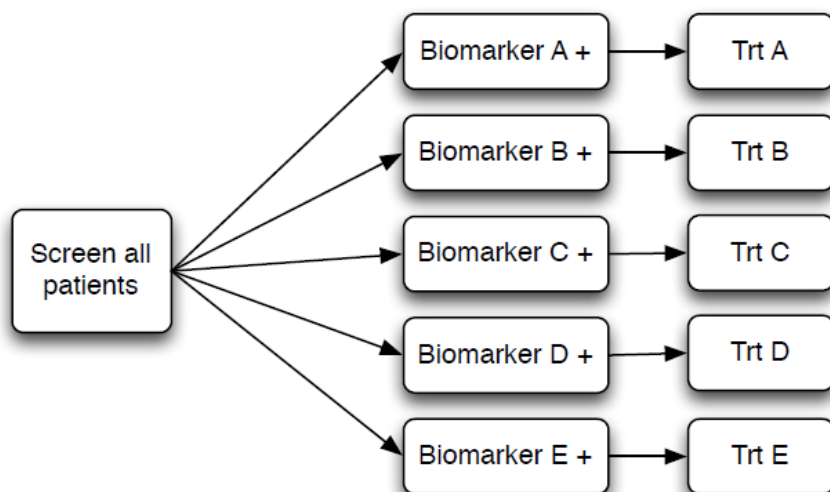 Screen all
patients
Biomarker A +
Trt A
Biomarker B +
Trt B
Biomarker C +
Trt C
Biomarker D +
Trt D
Biomarker E +
Trt E